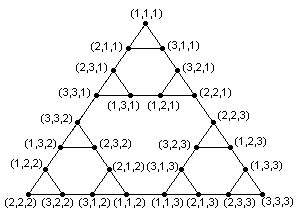 (1,1,1)
(2,1,1) (3,1,1)
(2,3,1) (3,2,1)
(3,3,1) (1,3,1) (1,2,1) (2,2,1)
(3,3,2) (2,2,3)
(1,3,2) (2,3,2) (3,2,3) (1,2,3)
(1,2,2) (2,1,2) (3,1,3) (1,3,3)
(2,2,2) (3,2,2) (3,1,2) (1,1,2) (1,1,3) (2,1,3) (2,3,3) (3,3,3)